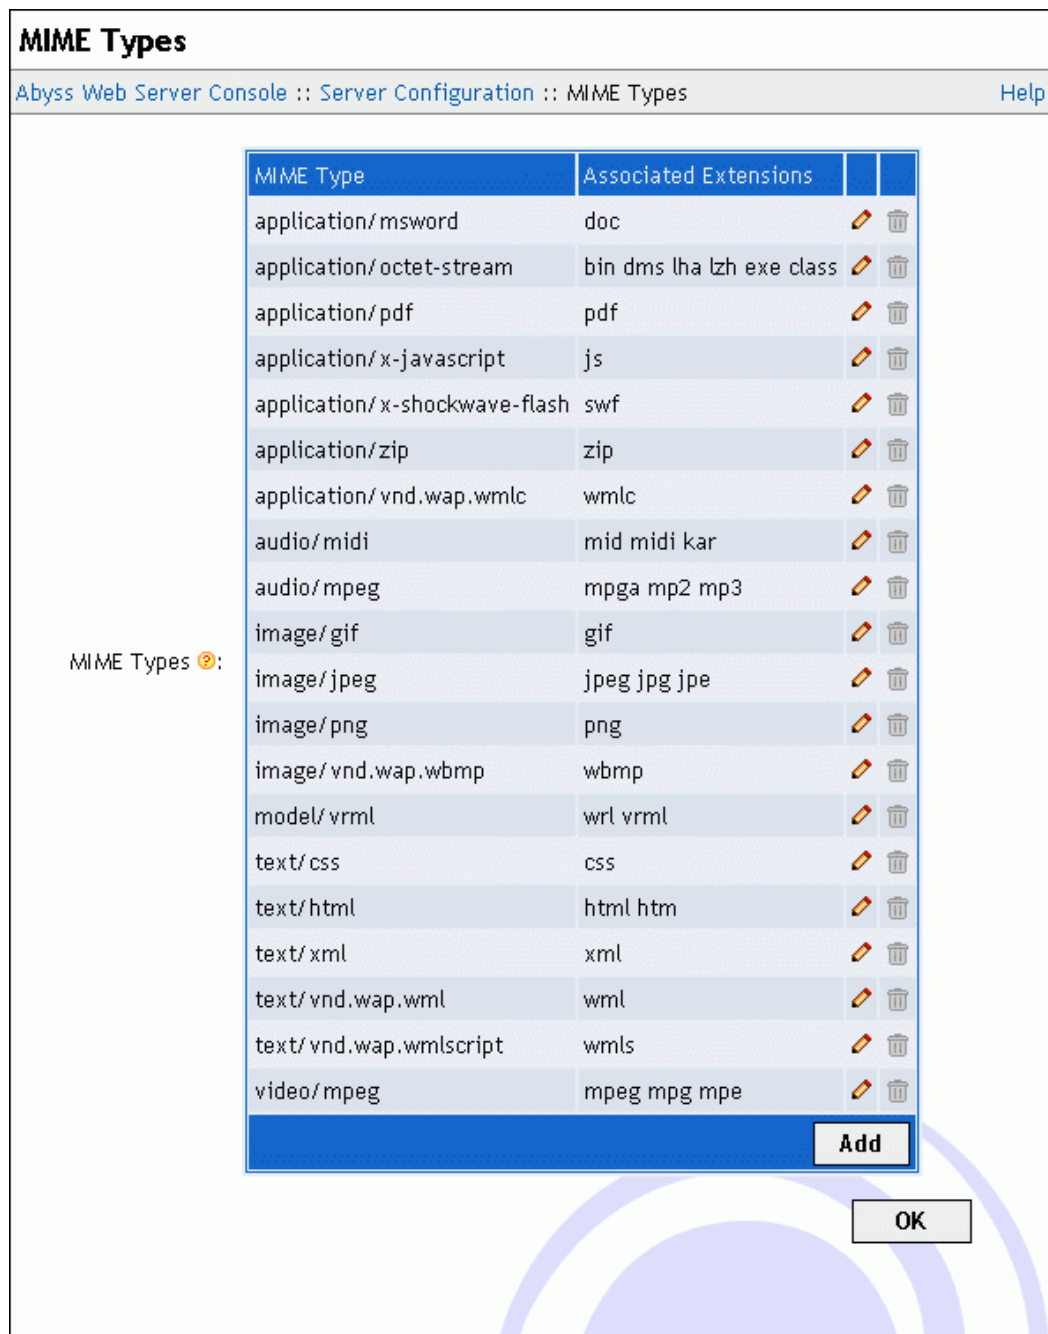 MIME Types
Abyss Web Server Console :: Server Configuration :: MIME Types Help
MIME Type Associated Extensions
application/msword doc
application/octet-stream bin dms lha lzh exe class
application/pdf pdf
application/x-javascript js
application/x-shockwave-flash swf
application/zip zip
application/vnd.wap.wmlc wmlc
audio/midi mid midi kar
audio/mpeg mpga mp2 mp3
image/gif gif
MIME Types ?:
image/jpeg jpeg jpg jpe
image/png png
image/vnd.wap.wbmp wbmp
model/vrml wrl vrml
text/css css
text/html html htm
text/xml xml
text/vnd.wap.wml wml
text/vnd.wap.wmlscript wmls
video/mpeg mpeg mpg mpe
Add
OK